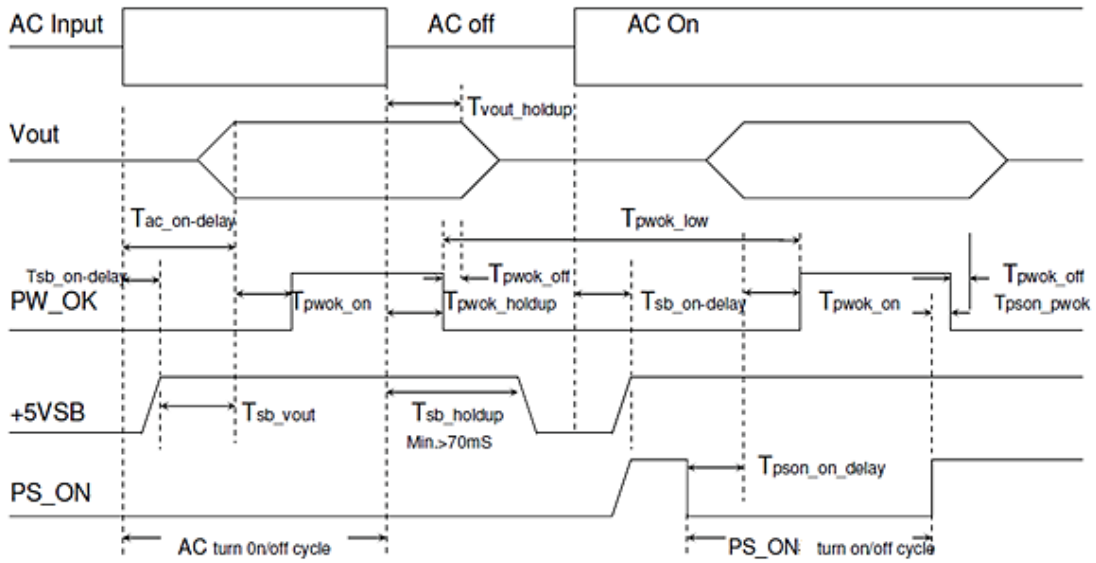 AC Input
AC off
AC On
Tvout_holdup
Vout
Tac_on-delay
Tpwok_low
Tsb_on-delay
Tpwok_off
Tpwok_off
PW_OK
Tpwok_on
Tpwok_holdup
Tsb_on-delay
Tpwok_on
Tpson_pwok
+5VSB
Tsb_vout
Tsb_holdup
Min.>70mS
Tpson_on_delay
PS_ON
AC turn 0n/off cycle
PS_ON turn on/off cycle